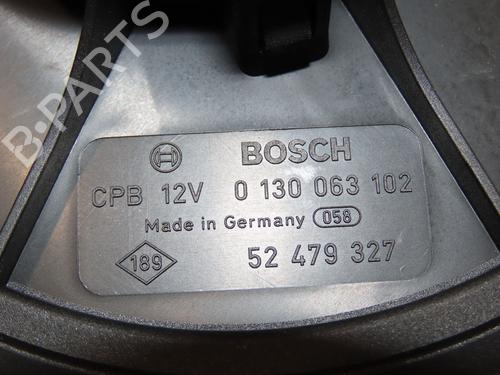 B-PARTS
BOSCH
CPB 12V 0 130 063 102
Made in Germany 058
189 52 479 327